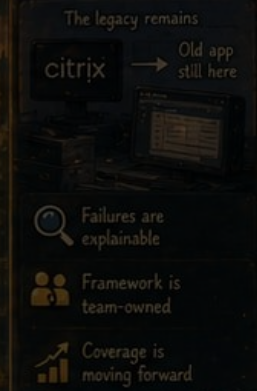 The legacy remains
citrix
Old app
still here
Failures are
explainable
Framework is
team-owned
Coverage is
moving forward